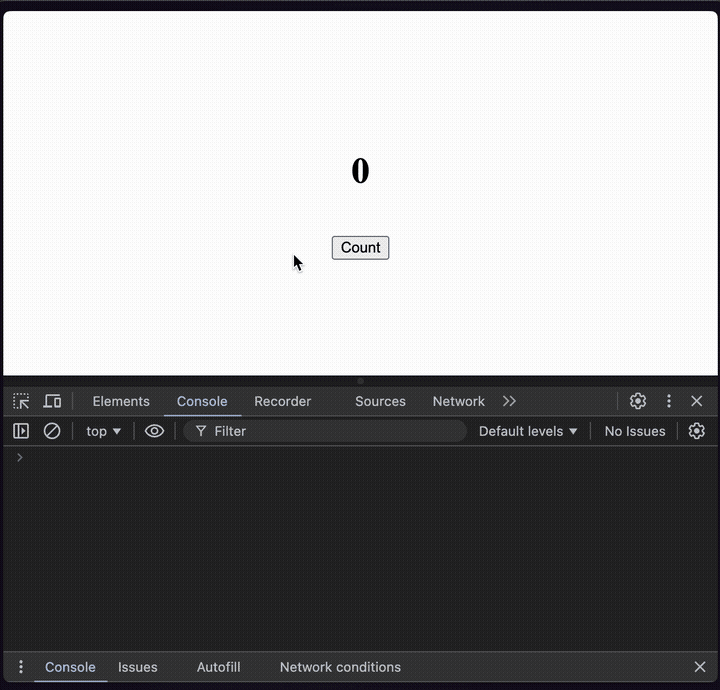 0
Count
Elements Console Recorder Sources Network
top Filter Default levels No Issues
Console Issues Autofill Network conditions